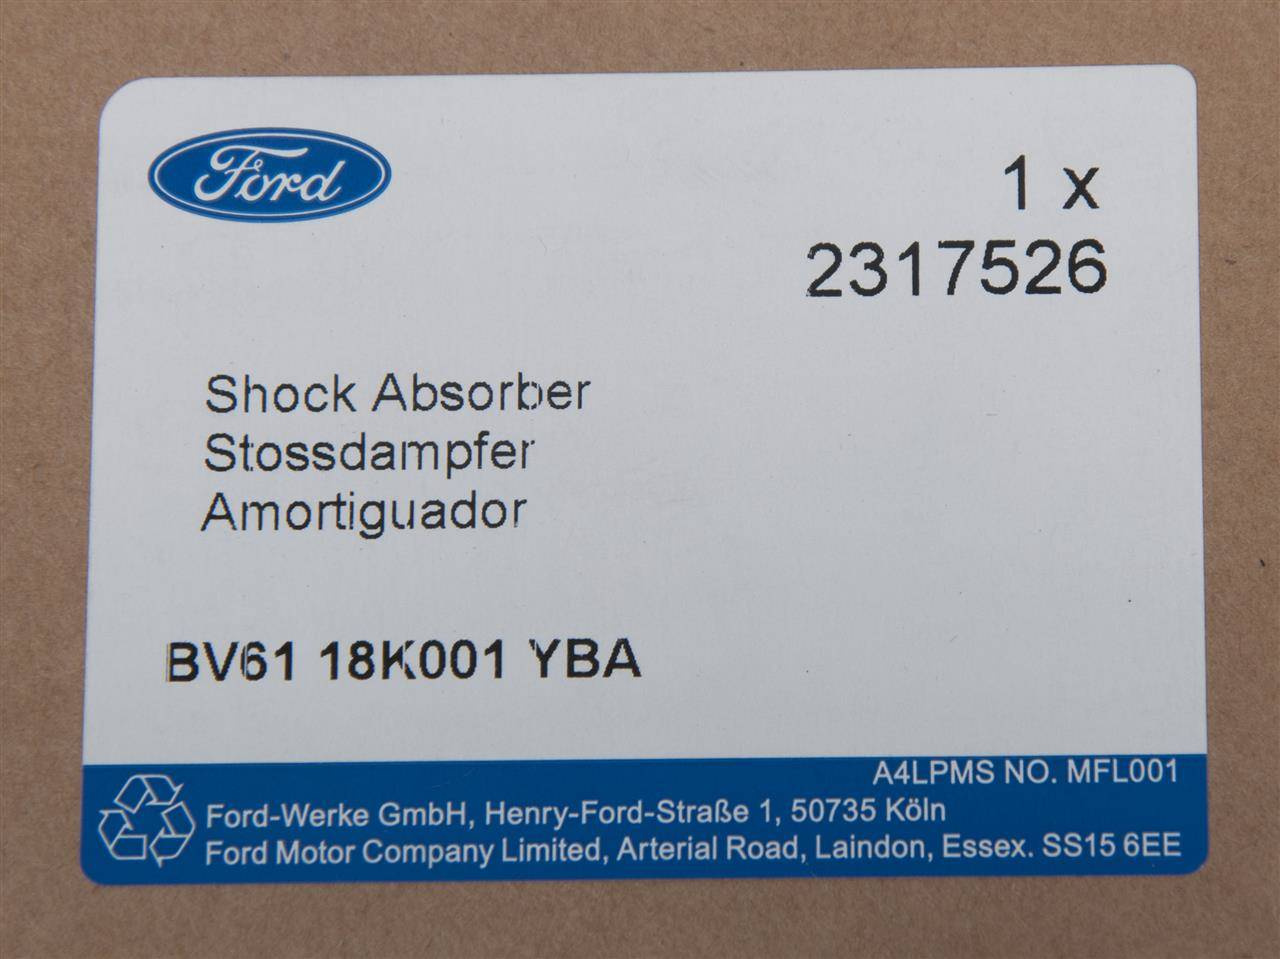 Ford
1 x
2317526
Shock Absorber
Stossdampfer
Amortiguador
BV61 18K001 YBA
A4LPMS NO. MFL001
Ford-Werke GmbH, Henry-Ford-Straße 1, 50735 Köln
Ford Motor Company Limited, Arterial Road, Laindon, Essex. SS15 6EE